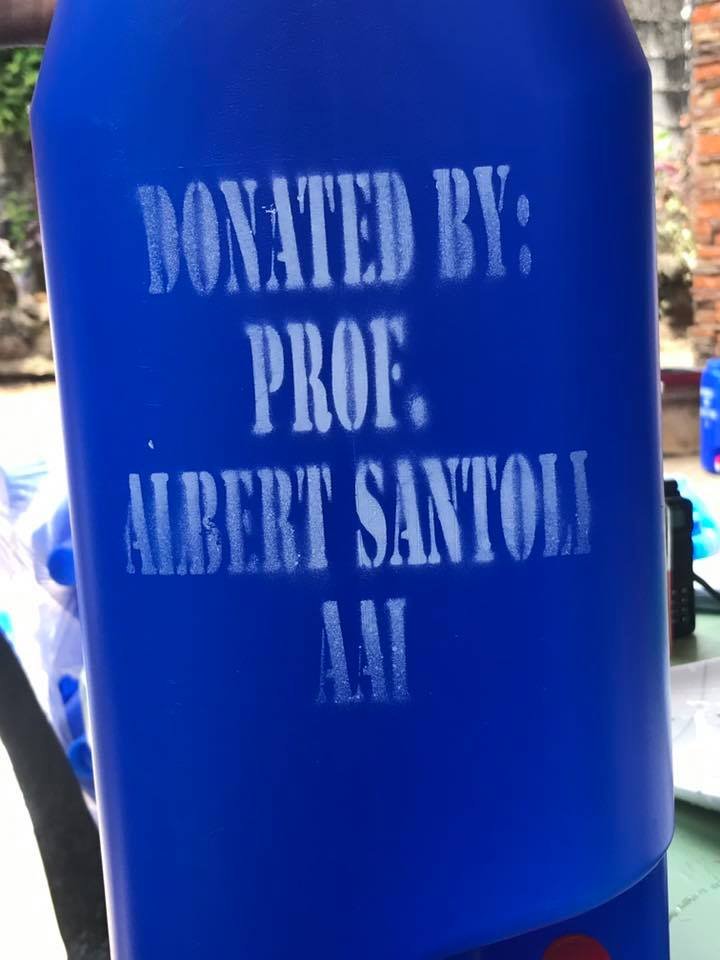 DONATED BY:
PROF.
ALBERT SANTOLI
AAI